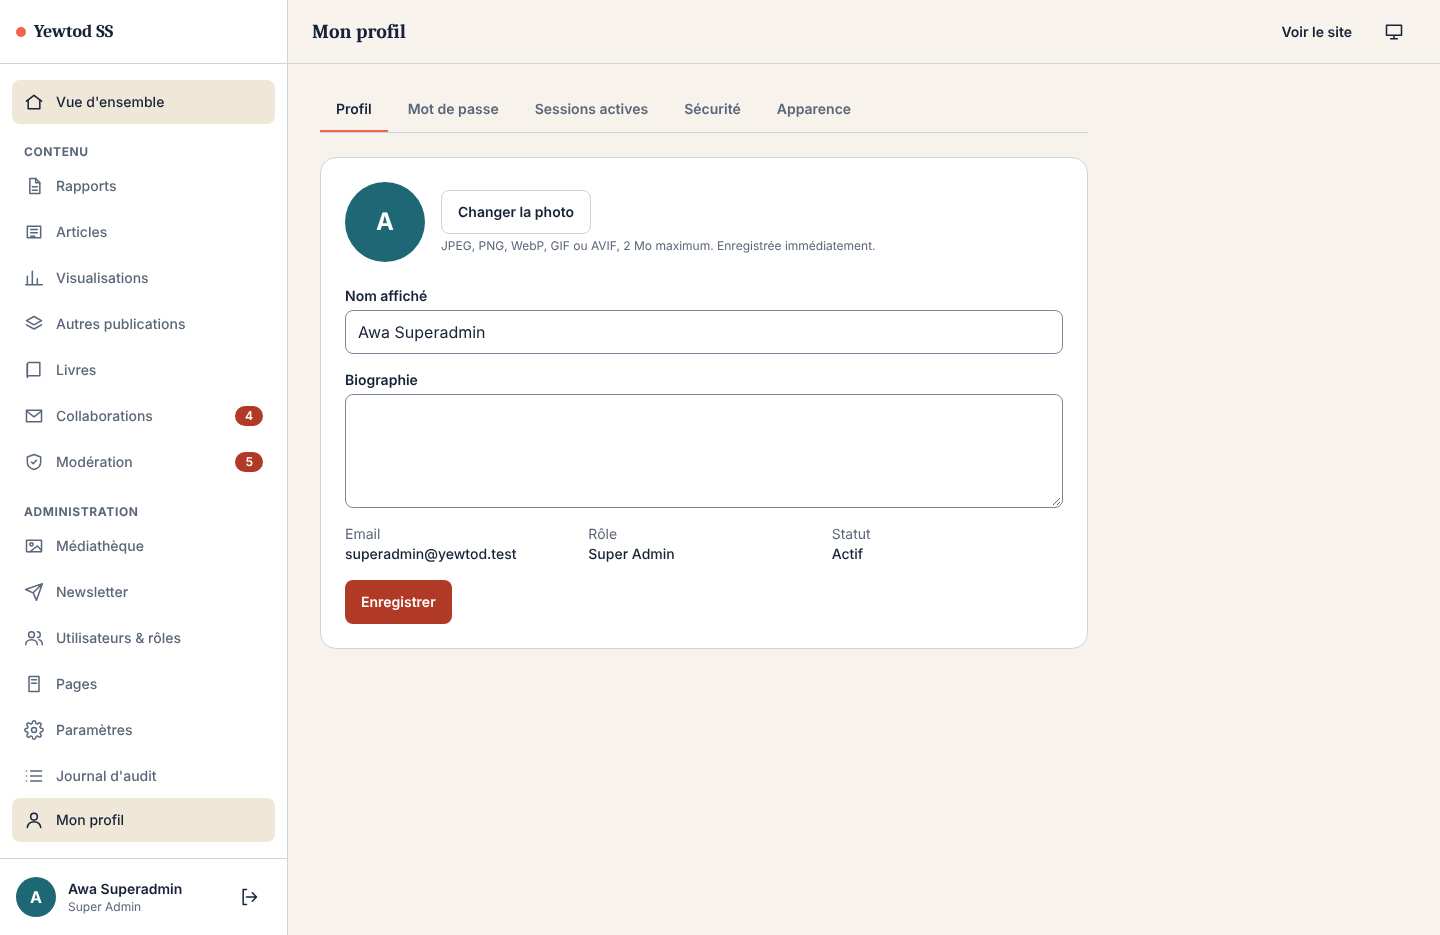 Yewtod SS
Mon profil
Voir le site
Vue d'ensemble
CONTENU
Rapports
Articles
Visualisations
Autres publications
Livres
Collaborations 4
Modération 5
ADMINISTRATION
Médiathèque
Newsletter
Utilisateurs & rôles
Pages
Paramètres
Journal d'audit
Mon profil
A
Awa Superadmin
Super Admin
Profil Mot de passe Sessions actives Sécurité Apparence
A
Changer la photo
JPEG, PNG, WebP, GIF ou AVIF, 2 Mo maximum. Enregistrée immédiatement.
Nom affiché
Awa Superadmin
Biographie
Email Rôle Statut
superadmin@yewtod.test Super Admin Actif
Enregistrer